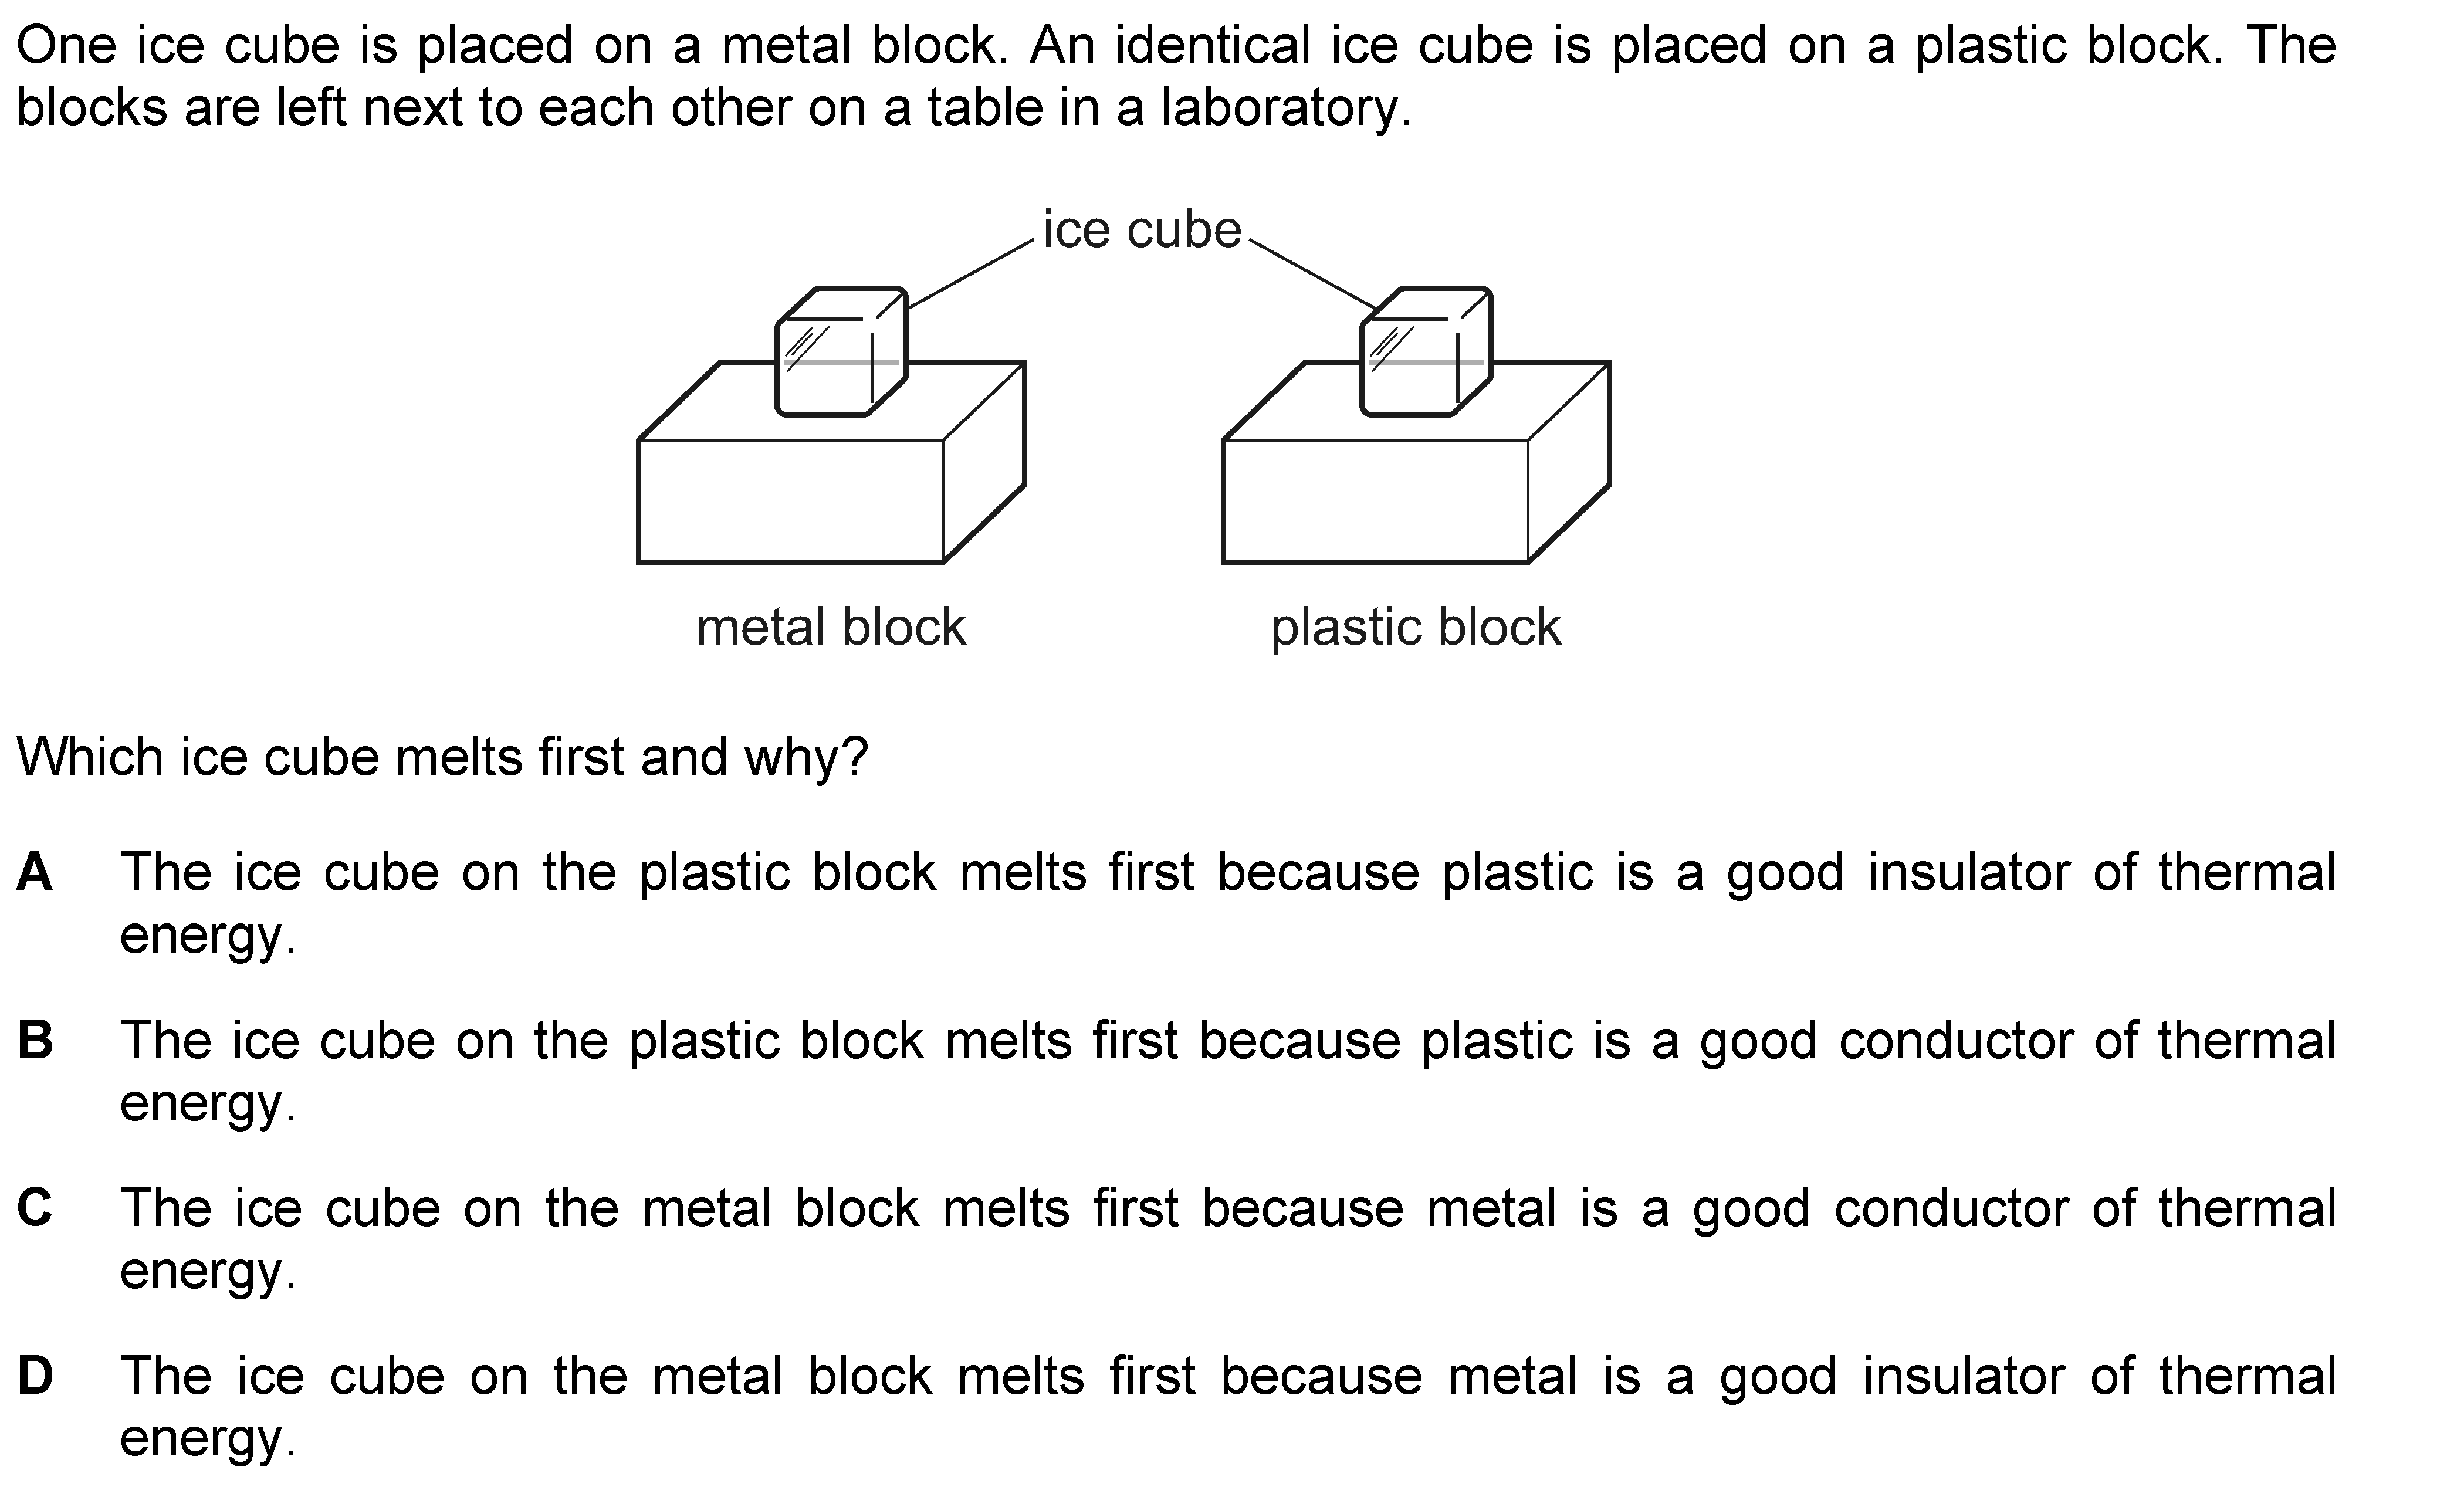 One ice cube is placed on a metal block. An identical ice cube is placed on a plastic block. The
blocks are left next to each other on a table in a laboratory.
ice cube
metal block
plastic block
Which ice cube melts first and why?
A The ice cube on the plastic block melts first because plastic is a good insulator of thermal
energy.
B The ice cube on the plastic block melts first because plastic is a good conductor of thermal
energy.
C The ice cube on the metal block melts first because metal is a good conductor of thermal
energy.
D The ice cube on the metal block melts first because metal is a good insulator of thermal
energy.